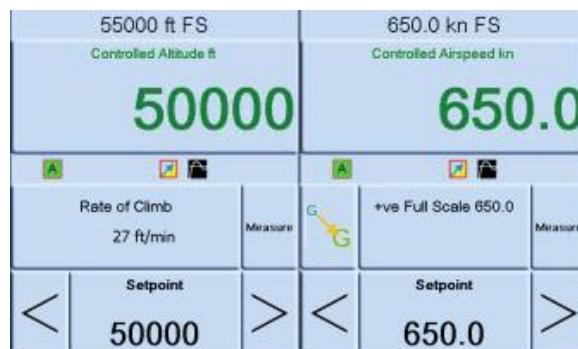 55000 ft FS
Controlled Altitude ft
50000
A
Rate of Climb
27 ft/min
Measure
Setpoint
<
50000
>
650.0 kn FS
Controlled Airspeed kn
650.0
A
G
G
+ve Full Scale 650.0
Measure
Setpoint
<
650.0
>